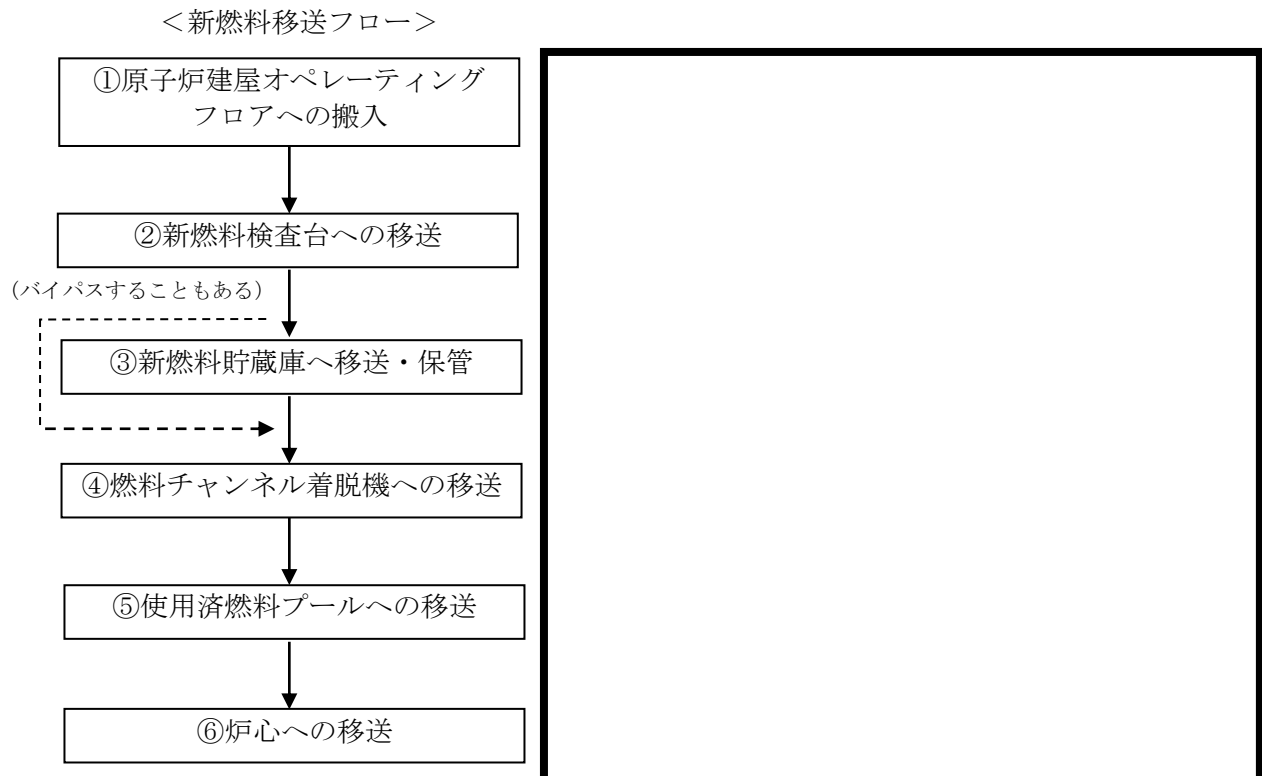 ＜新燃料移送フロー＞
①原子炉建屋オペレーティング
フロアへの搬入
②新燃料検査台への移送
（バイパスすることもある）
③新燃料貯蔵庫へ移送・保管
④燃料チャンネル着脱機への移送
⑤使用済燃料プールへの移送
⑥炉心への移送